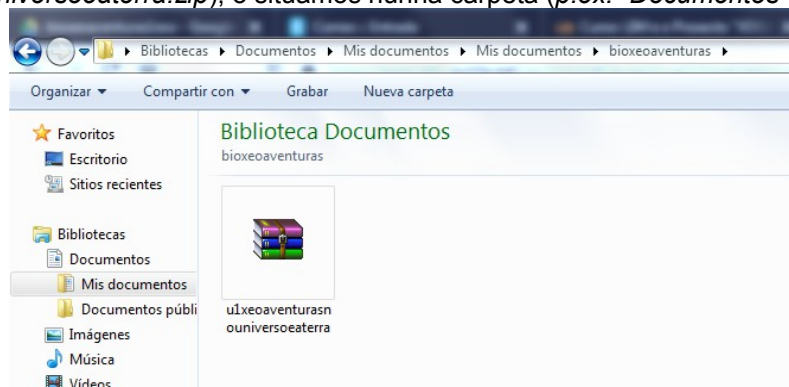 niversoeaterra.zip), e situamos nunha carpeta (p.ex. "Documentos"
Bibliotecas ▸ Documentos ▸ Mis documentos ▸ Mis documentos ▸ bioxeoaventuras ▸
Organizar Compartir con Grabar Nueva carpeta
Favoritos
Escritorio
Sitios recientes
Bibliotecas
Documentos
Mis documentos
Documentos públi
Imágenes
Música
Vídeos
Biblioteca Documentos
bioxeoaventuras
u1xeoaventurasn
ouniversoeaterra